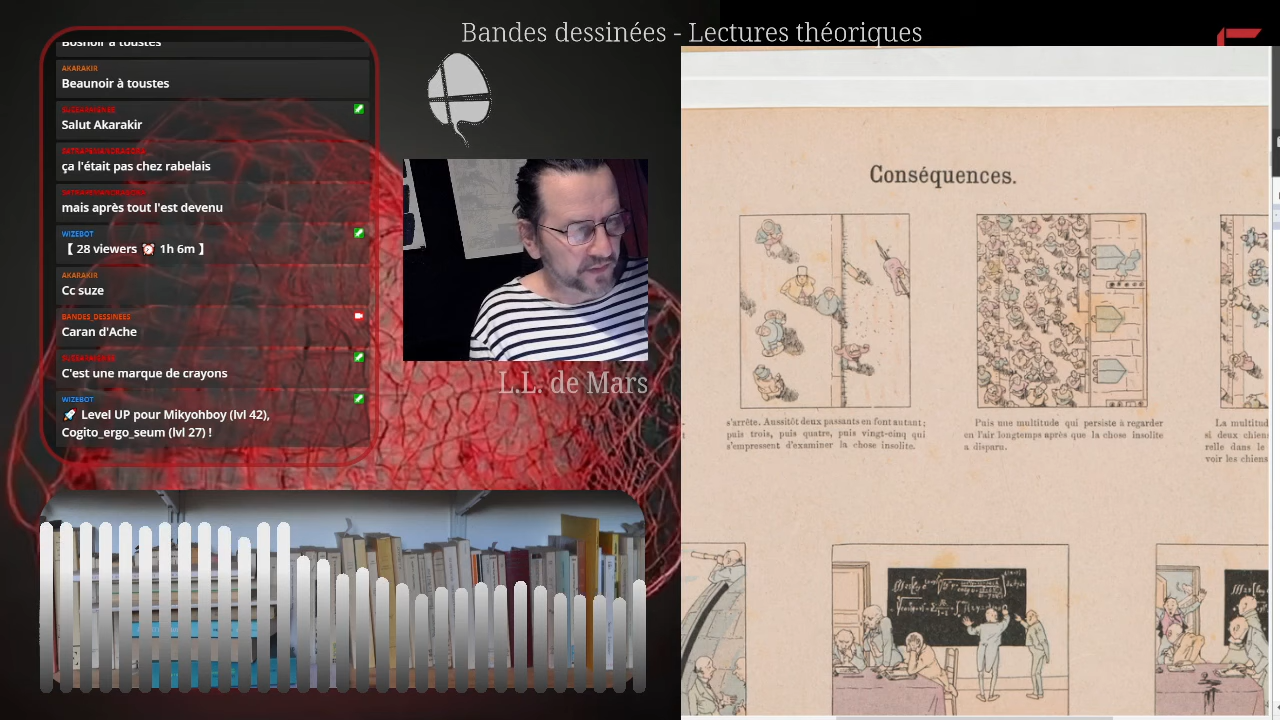 Bandes dessinées - Lectures théoriques
Bosnoir à toustes
AKARAKIR
Beaunoir à toustes
Salut Akarakir
ça l'était pas chez rabelais
mais après tout l'est devenu
WIZEBOT
【 28 viewers ⏰ 1h 6m 】
AKARAKIR
Cc suze
BANDES_DESSINEES
Caran d'Ache
C'est une marque de crayons
WIZEBOT
🚀 Level UP pour Mikyohboy (lvl 42),
Cogito_ergo_seum (lvl 27) !
L.L. de Mars
Conséquences.
s'arrête. Aussitôt deux passants en font autant;
puis trois, puis quatre, puis vingt-cinq qui
s'empressent d'examiner la chose insolite.
Puis une multitude qui persiste à regarder
en l'air longtemps après que la chose insolite
a disparu.
La multitud
si deux chien
relle dans le
voir les chiens